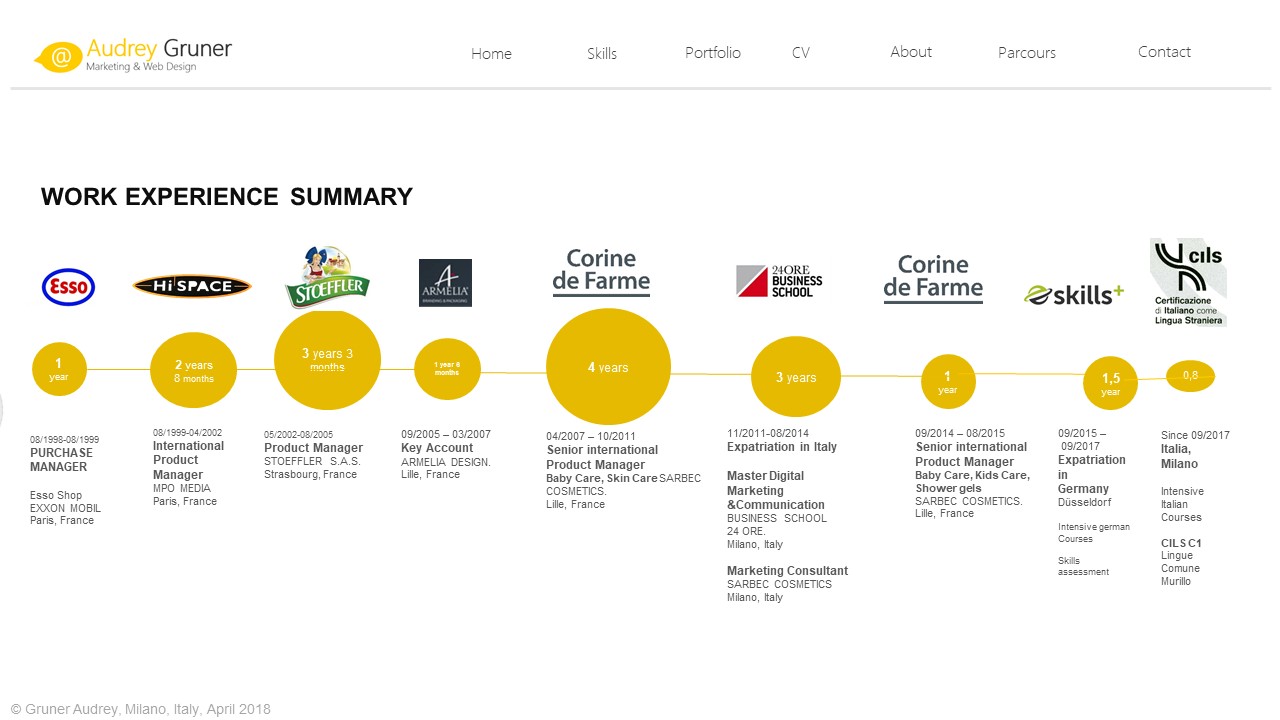 @ Audrey Gruner
Marketing & Web Design
Home Skills Portfolio CV About Parcours Contact
WORK EXPERIENCE SUMMARY
Esso
Hi SPACE
STOEFFLER
A
ARMELIA
BRANDING & PACKAGING
Corine
de Farme
24ORE
BUSINESS
SCHOOL
Corine
de Farme
skills+
cils
Certificazione
di Italiano come
Lingua Straniera
1
year
2 years
8 months
3 years 3
months
1 year 6
months
4 years
3 years
1
year
1,5
year
0,8
08/1998-08/1999
PURCHASE
MANAGER
Esso Shop
EXXON MOBIL
Paris, France
08/1999-04/2002
International
Product
Manager
MPO MEDIA
Paris, France
05/2002-08/2005
Product Manager
STOEFFLER S.A.S.
Strasbourg, France
09/2005 – 03/2007
Key Account
ARMELIA DESIGN.
Lille, France
04/2007 – 10/2011
Senior international
Product Manager
Baby Care, Skin Care SARBEC
COSMETICS.
Lille, France
11/2011-08/2014
Expatriation in Italy
Master Digital
Marketing
&Communication
BUSINESS SCHOOL
24 ORE.
Milano, Italy
Marketing Consultant
SARBEC COSMETICS
Milano, Italy
09/2014 – 08/2015
Senior international
Product Manager
Baby Care, Kids Care,
Shower gels
SARBEC COSMETICS.
Lille, France
09/2015 –
09/2017
Expatriation
in
Germany
Düsseldorf
Intensive german
Courses
Skills
assessment
Since 09/2017
Italia,
Milano
Intensive
Italian
Courses
CILS C1
Lingue
Comune
Murillo
© Gruner Audrey, Milano, Italy, April 2018